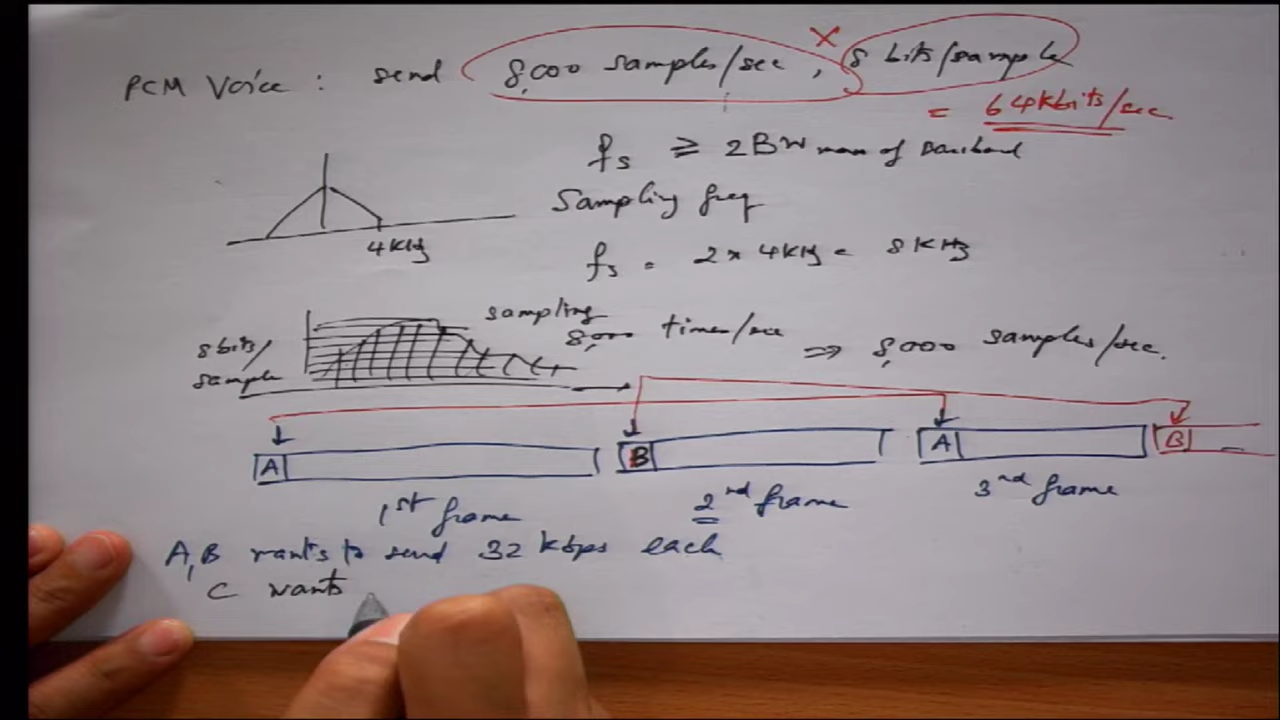 PCM Voice : send 8,000 samples/sec , 8 bits/sample
×
= 64kbits/sec
fs ≥ 2BW of
Sampling freq
4KHz
fs = 2 × 4KHz = 8KHz
8bits/
sample
sampling
8,000 times/sec ⇒ 8,000 samples/sec.
A
B
A
B
1st frame
2nd frame
3rd frame
A,B wants to send 32 kbps each
C wants